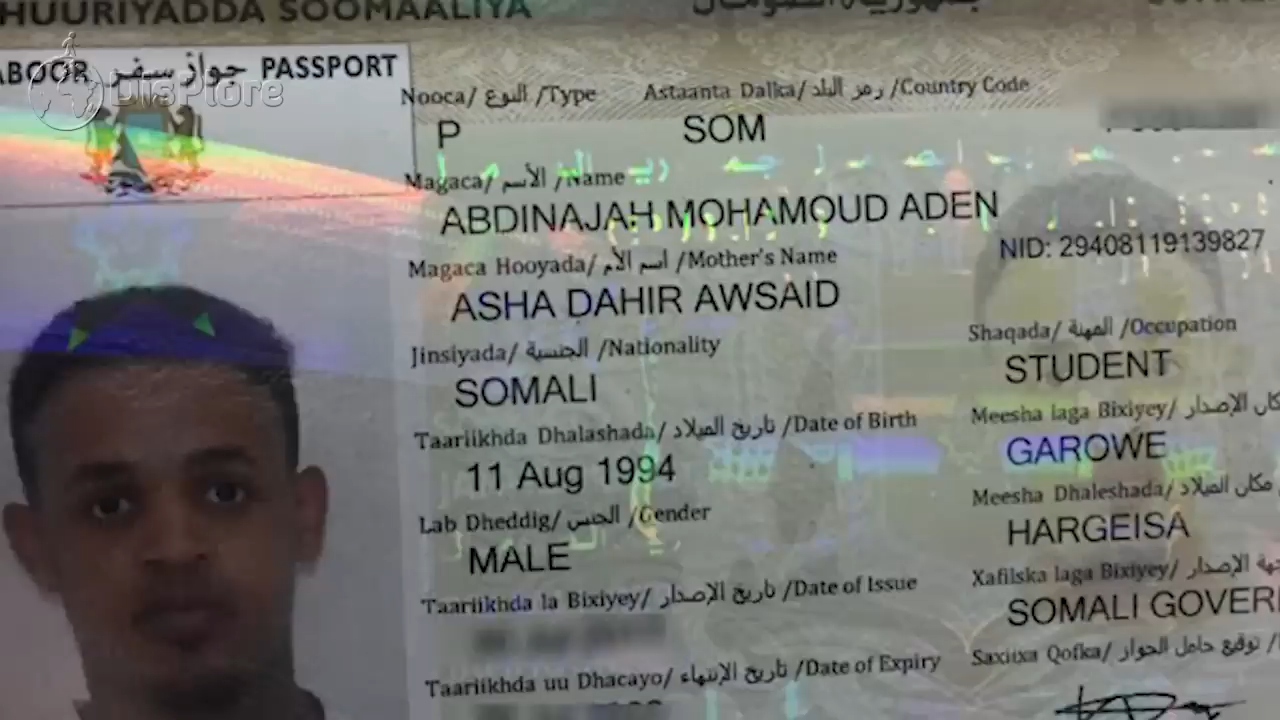 HUURIYADDA SOOMAALIYA
جمهورية الصومال
ABOOR جواز سفر PASSPORT
DisPlore
Nooca/ النوع /Type Astaanta Dalka/ رمز البلد /Country Code
P SOM
Magaca/ الأسم /Name
ABDINAJAH MOHAMOUD ADEN
NID: 29408119139827
Magaca Hooyada/ اسم الأم /Mother's Name
ASHA DAHIR AWSAID
Shaqada/ المهنة /Occupation
STUDENT
Jinsiyada/ الجنسية /Nationality
SOMALI
Meesha laga Bixiyey/ مكان الإصدار
GAROWE
Taariikhda Dhalashada/ تاريخ الميلاد /Date of Birth
11 Aug 1994
Meesha Dhaleshada/ مكان الميلاد
HARGEISA
Lab Dheddig/ الجنس /Gender
MALE
Xafiiska laga Bixiyey/ جهة الإصدار
SOMALI GOVER
Taariikhda la Bixiyey/ تاريخ الإصدار /Date of Issue
Saxiixa Qofka/ توقيع حامل الجواز
Taariikhda uu Dhacayo/ تاريخ الإنتهاء /Date of Expiry